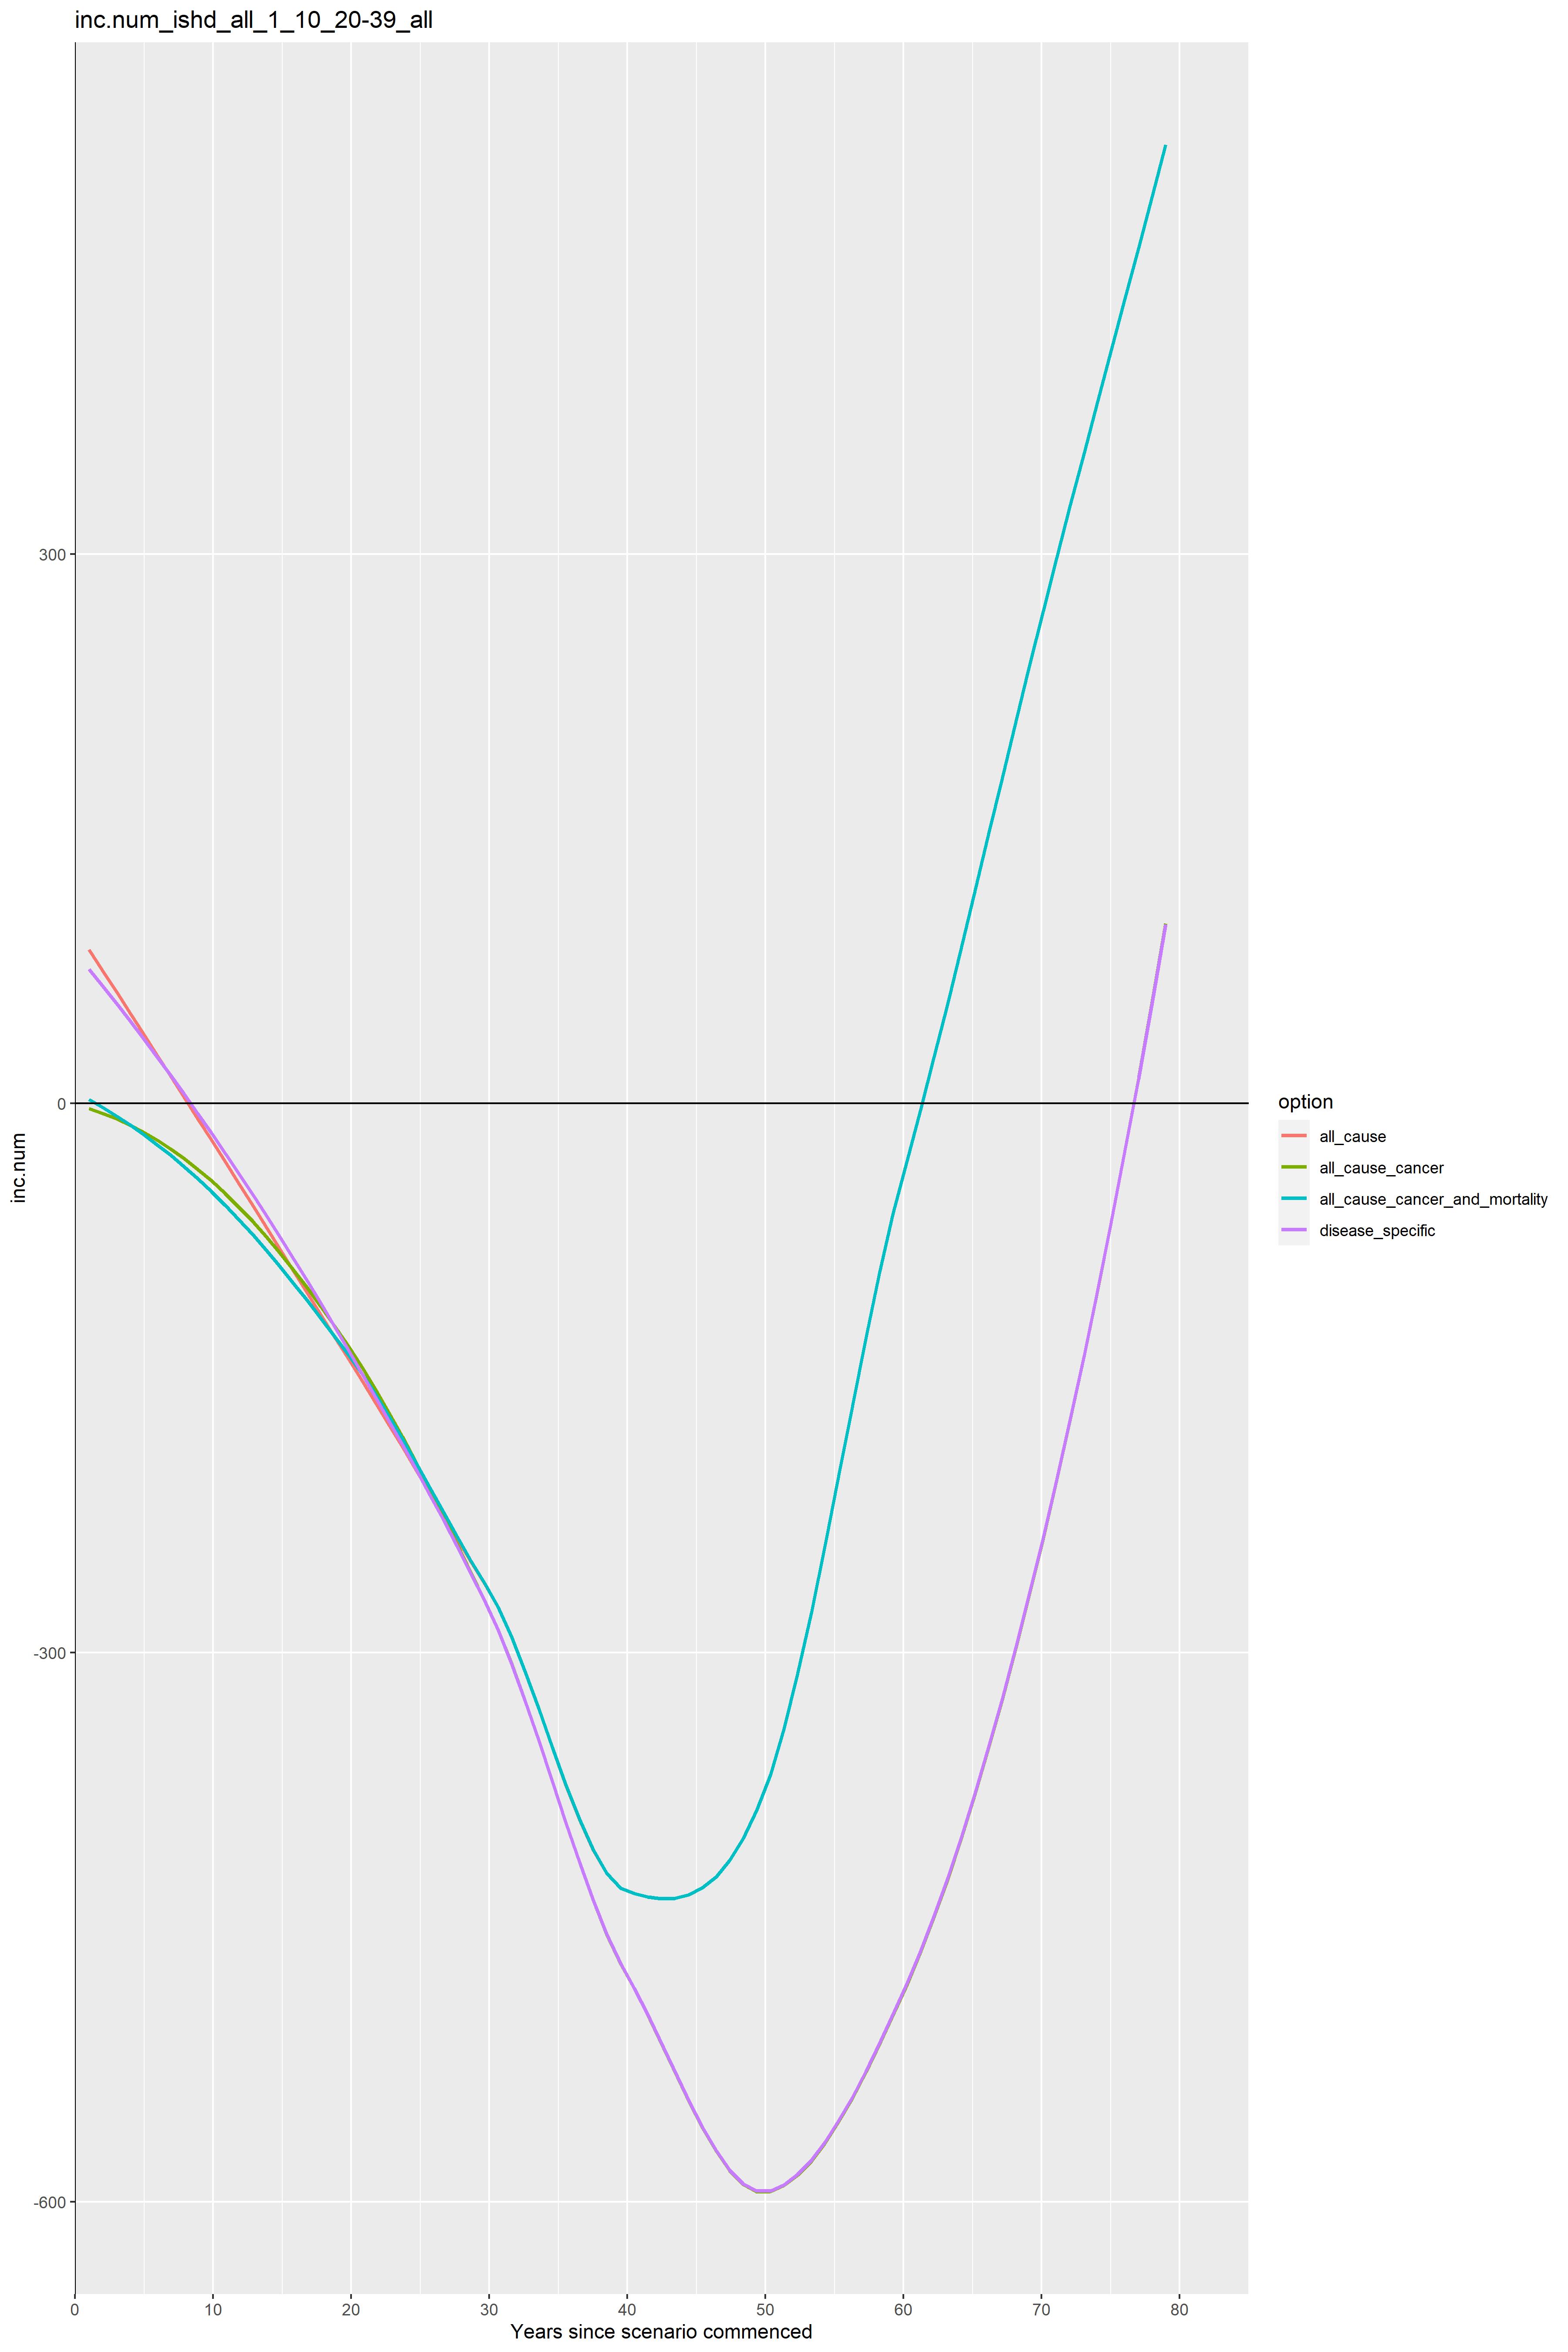 inc.num_ishd_all_1_10_20-39_all
300
0
-300
-600
inc.num
0 10 20 30 40 50 60 70 80
Years since scenario commenced
option
all_cause
all_cause_cancer
all_cause_cancer_and_mortality
disease_specific